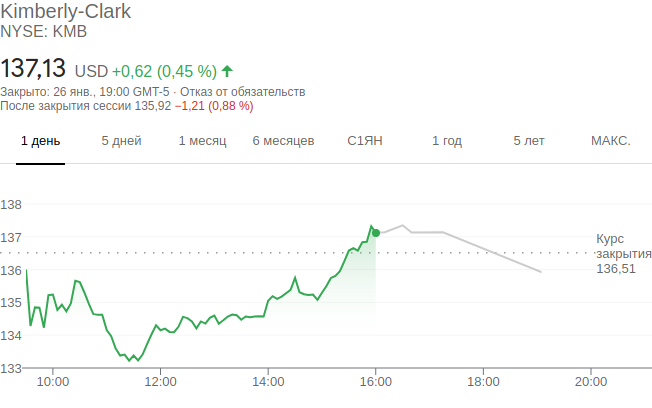 Kimberly-Clark
NYSE: KMB
137,13 USD +0,62 (0,45 %)
Закрыто: 26 янв., 19:00 GMT-5 · Отказ от обязательств
После закрытия сессии 135,92 −1,21 (0,88 %)
1 день 5 дней 1 месяц 6 месяцев С1ЯН 1 год 5 лет МАКС.
138
137
136
135
134
133
Курс
закрытия
136,51
10:00 12:00 14:00 16:00 18:00 20:00